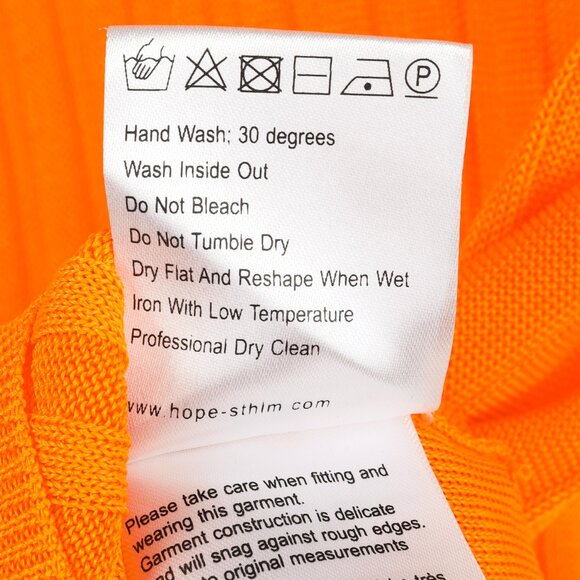 P
Hand Wash; 30 degrees
Wash Inside Out
Do Not Bleach
Do Not Tumble Dry
Dry Flat And Reshape When Wet
Iron With Low Temperature
Professional Dry Clean
www.hope-sthlm.com
Please take care when fitting and
wearing this garment.
Garment construction is delicate
and will snag against rough edges.
to original measurements
très